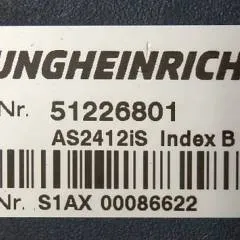 UNGHEINRICH
Nr. 51226801
AS2412iS Index B
Nr. S1AX 00086622